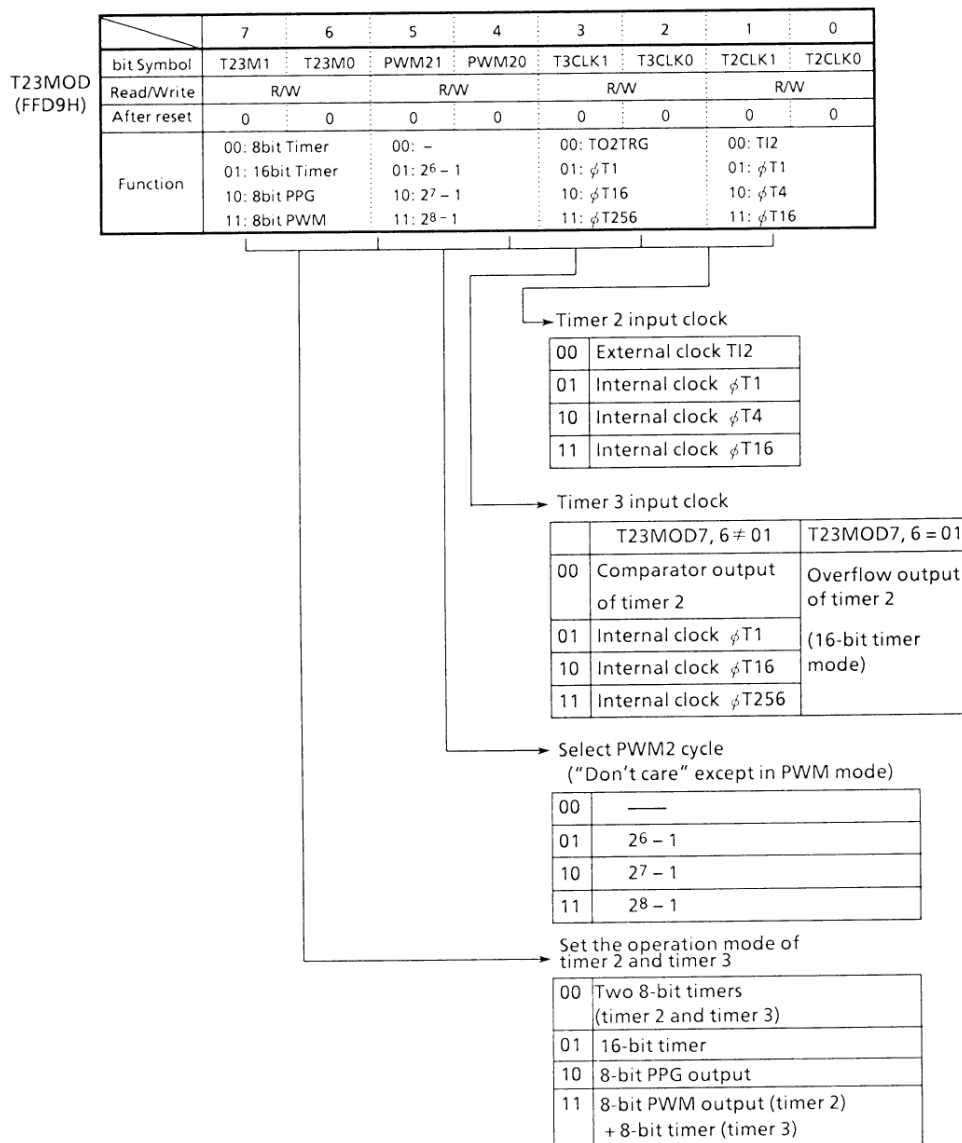 7 6 5 4 3 2 1 0
T23MOD
(FFD9H)
bit Symbol T23M1 T23M0 PWM21 PWM20 T3CLK1 T3CLK0 T2CLK1 T2CLK0
Read/Write R/W R/W R/W R/W
After reset 0 0 0 0 0 0 0 0
Function
00: 8bit Timer 00: – 00: TO2TRG 00: TI2
01: 16bit Timer 01: 2⁶ – 1 01: ϕT1 01: ϕT1
10: 8bit PPG 10: 2⁷ – 1 10: ϕT16 10: ϕT4
11: 8bit PWM 11: 2⁸ – 1 11: ϕT256 11: ϕT16
Timer 2 input clock
00 External clock TI2
01 Internal clock ϕT1
10 Internal clock ϕT4
11 Internal clock ϕT16
Timer 3 input clock
T23MOD7, 6 ≠ 01 T23MOD7, 6 = 01
00 Comparator output
of timer 2
01 Internal clock ϕT1
10 Internal clock ϕT16
11 Internal clock ϕT256
Overflow output
of timer 2
(16-bit timer
mode)
Select PWM2 cycle
("Don't care" except in PWM mode)
00 —
01 2⁶ – 1
10 2⁷ – 1
11 2⁸ – 1
Set the operation mode of
timer 2 and timer 3
00 Two 8-bit timers
(timer 2 and timer 3)
01 16-bit timer
10 8-bit PPG output
11 8-bit PWM output (timer 2)
+ 8-bit timer (timer 3)